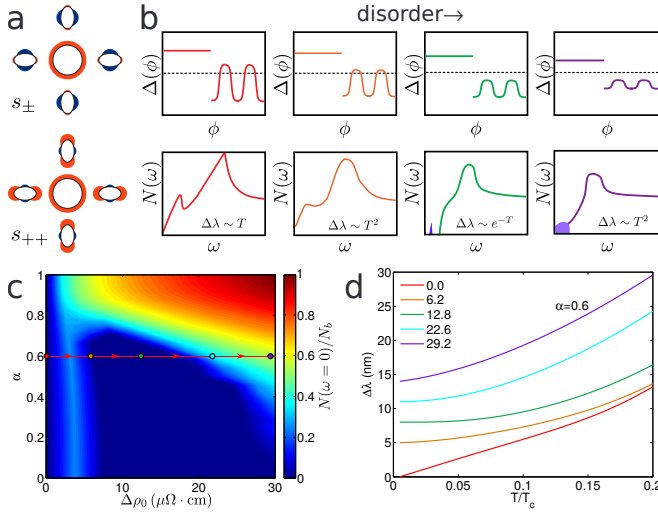 a
b
disorder→
s±
s++
Δ(ϕ)
ϕ
Δ(ϕ)
ϕ
Δ(ϕ)
ϕ
Δ(ϕ)
ϕ
N(ω)
Δλ ∼ T
ω
N(ω)
Δλ ∼ T²
ω
N(ω)
Δλ ∼ e⁻ᵀ
ω
N(ω)
Δλ ∼ T²
ω
c
1
0.8
0.6
0.4
0.2
0
α
0
10
20
30
Δρ₀ (μΩ · cm)
1
0.8
0.6
0.4
0.2
0
N(ω=0)/N_b
d
30
25
20
15
10
5
0
Δλ (nm)
0.0
6.2
12.8
22.6
29.2
α=0.6
0
0.05
0.1
0.15
0.2
T/T_c